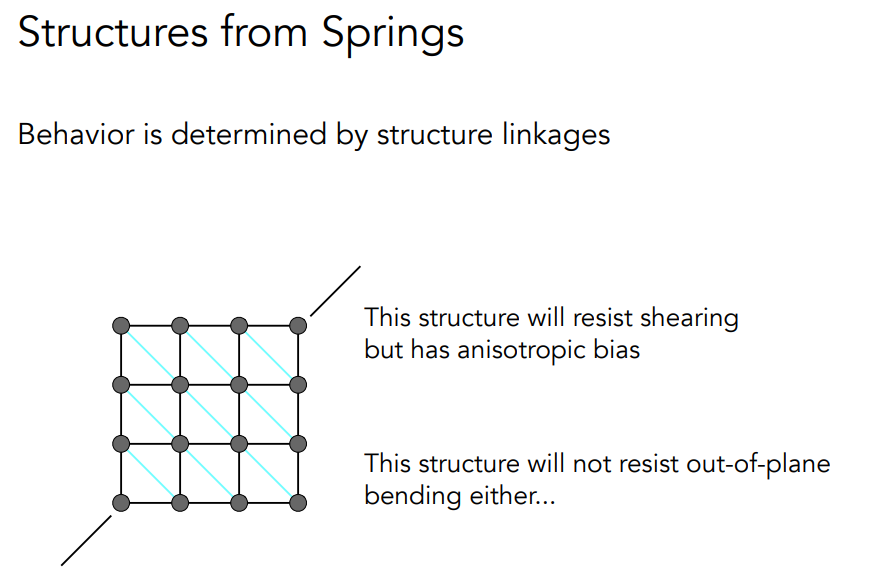 Structures from Springs
Behavior is determined by structure linkages
This structure will resist shearing
but has anisotropic bias
This structure will not resist out-of-plane
bending either...